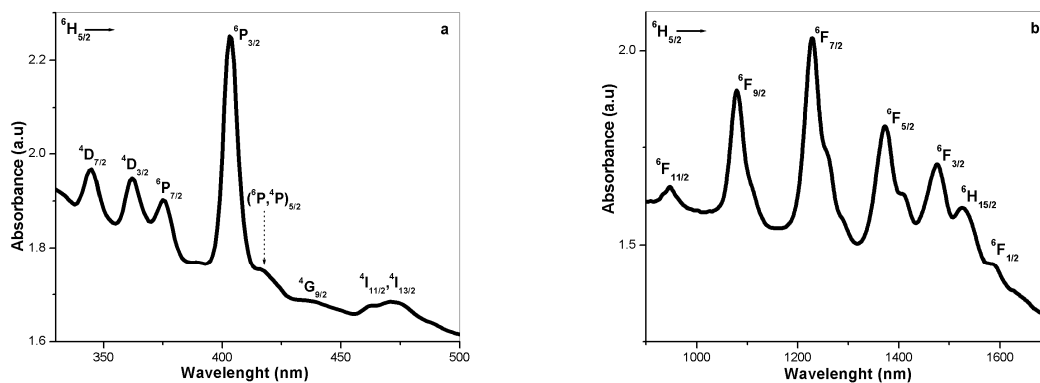 ⁶H₅/₂ → a
⁶P₃/₂
⁴D₇/₂ ⁴D₃/₂
⁶P₇/₂
(⁶P,⁴P)₅/₂
⁴G₉/₂ ⁴I₁₁/₂,⁴I₁₃/₂
Absorbance (a.u)
2.2
2.0
1.8
1.6
350 400 450 500
Wavelenght (nm)
⁶H₅/₂ → b
⁶F₇/₂
⁶F₉/₂
⁶F₅/₂
⁶F₃/₂
⁶F₁₁/₂
⁶H₁₅/₂
⁶F₁/₂
Absorbance (a.u)
2.0
1.5
1000 1200 1400 1600
Wavelenght (nm)